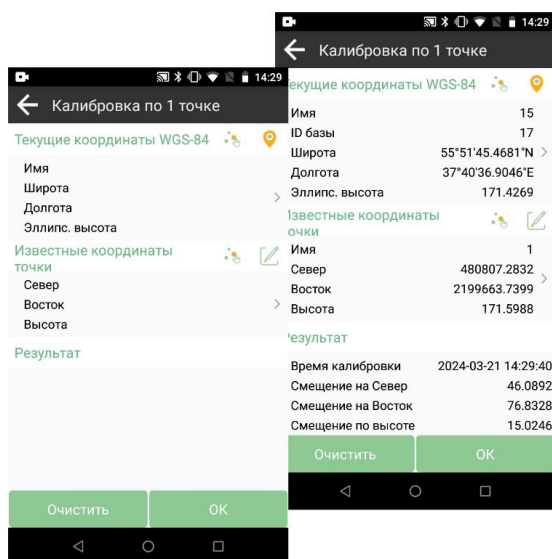 14:29
Калибровка по 1 точке
Текущие координаты WGS-84
Имя
Широта
Долгота
Эллипс. высота
Известные координаты
точки
Север
Восток
Высота
Результат
Очистить
ОК
14:29
Калибровка по 1 точке
екущие координаты WGS-84
Имя 15
ID базы 17
Широта 55°51'45.4681"N
Долгота 37°40'36.9046"E
Эллипс. высота 171.4269
Известные координаты
очки
Имя 1
Север 480807.2832
Восток 2199663.7399
Высота 171.5988
Результат
Время калибровки 2024-03-21 14:29:40
Смещение на Север 46.0892
Смещение на Восток 76.8328
Смещение по высоте 15.0246
Очистить
ОК